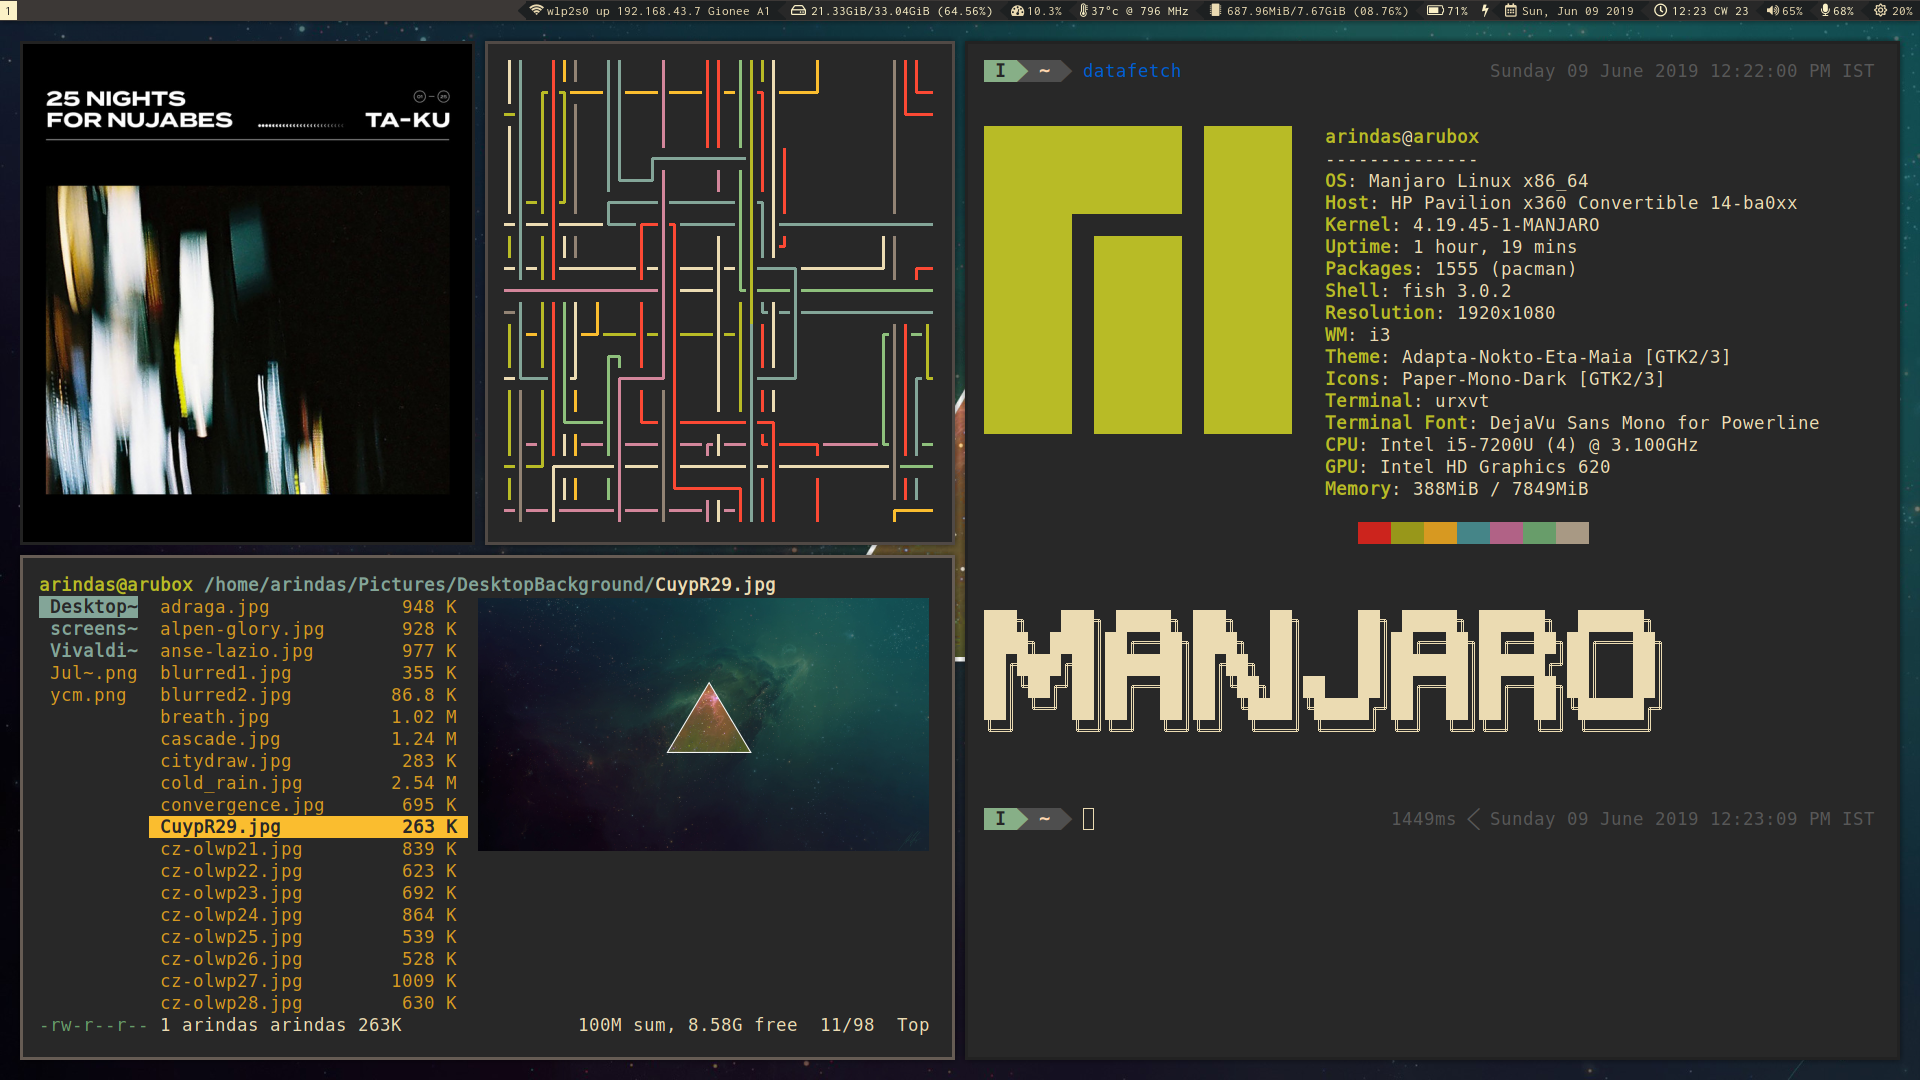 1
wlp2s0 up 192.168.43.7 Gionee A1
21.33GiB/33.04GiB (64.56%)
10.3%
37°c @ 796 MHz
687.96MiB/7.67GiB (08.76%)
71%
Sun, Jun 09 2019
12:23 CW 23
65%
68%
20%
25 NIGHTS
FOR NUJABES
TA-KU
I ~ datafetch
Sunday 09 June 2019 12:22:00 PM IST
arindas@arubox
--------------
OS: Manjaro Linux x86_64
Host: HP Pavilion x360 Convertible 14-ba0xx
Kernel: 4.19.45-1-MANJARO
Uptime: 1 hour, 19 mins
Packages: 1555 (pacman)
Shell: fish 3.0.2
Resolution: 1920x1080
WM: i3
Theme: Adapta-Nokto-Eta-Maia [GTK2/3]
Icons: Paper-Mono-Dark [GTK2/3]
Terminal: urxvt
Terminal Font: DejaVu Sans Mono for Powerline
CPU: Intel i5-7200U (4) @ 3.100GHz
GPU: Intel HD Graphics 620
Memory: 388MiB / 7849MiB
MANJARO
I ~
1449ms Sunday 09 June 2019 12:23:09 PM IST
arindas@arubox /home/arindas/Pictures/DesktopBackground/CuypR29.jpg
Desktop~ adraga.jpg 948 K
screens~ alpen-glory.jpg 928 K
Vivaldi~ anse-lazio.jpg 977 K
Jul~.png blurred1.jpg 355 K
ycm.png blurred2.jpg 86.8 K
breath.jpg 1.02 M
cascade.jpg 1.24 M
citydraw.jpg 283 K
cold_rain.jpg 2.54 M
convergence.jpg 695 K
CuypR29.jpg 263 K
cz-olwp21.jpg 839 K
cz-olwp22.jpg 623 K
cz-olwp23.jpg 692 K
cz-olwp24.jpg 864 K
cz-olwp25.jpg 539 K
cz-olwp26.jpg 528 K
cz-olwp27.jpg 1009 K
cz-olwp28.jpg 630 K
-rw-r--r-- 1 arindas arindas 263K
100M sum, 8.58G free 11/98 Top